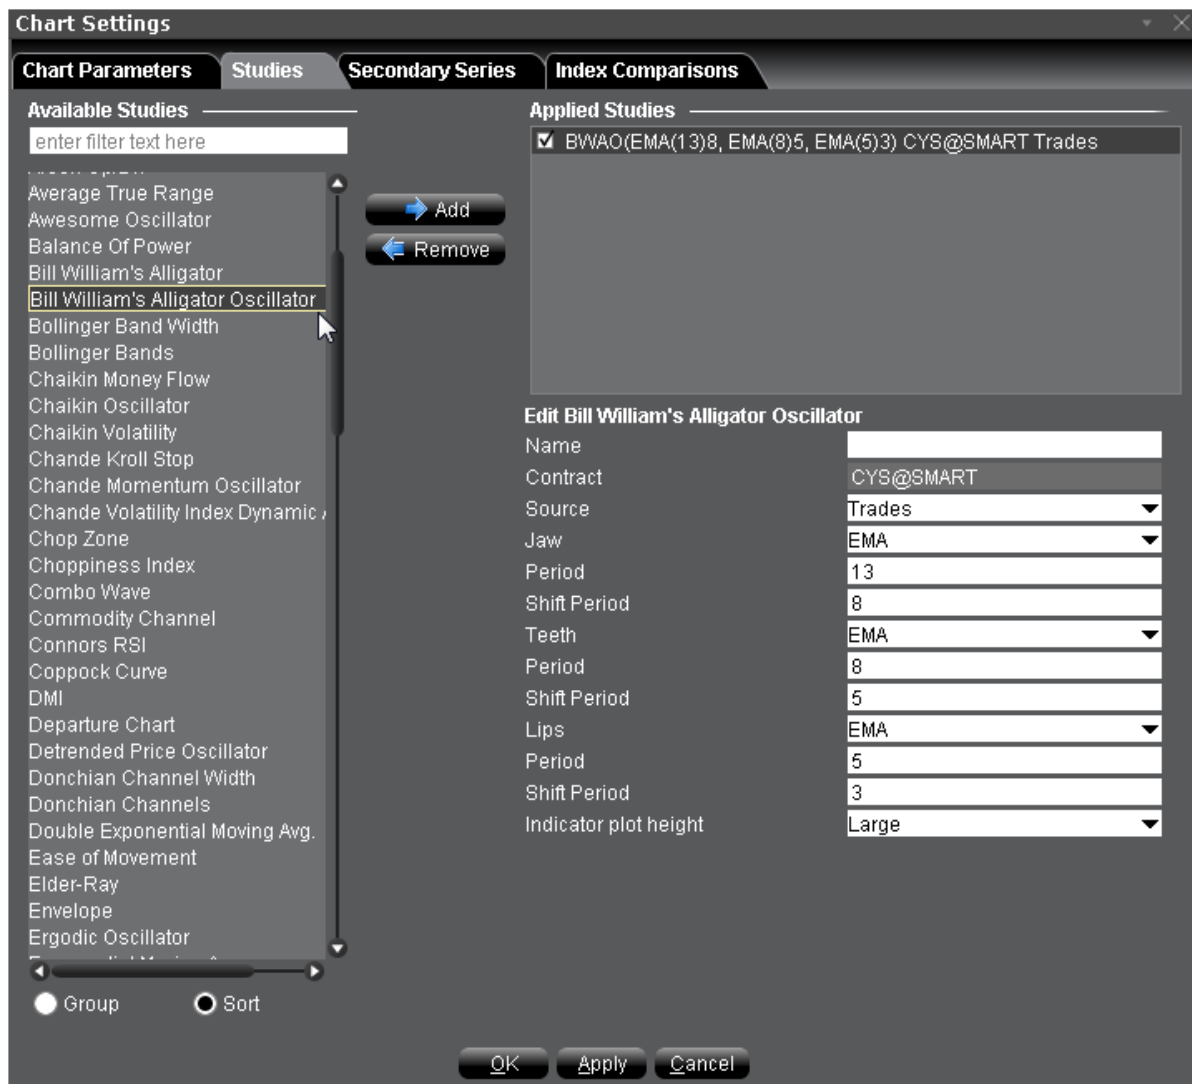 Chart Settings
Chart Parameters
Studies
Secondary Series
Index Comparisons
Available Studies
enter filter text here
Average True Range
Awesome Oscillator
Balance Of Power
Bill William's Alligator
Bill William's Alligator Oscillator
Bollinger Band Width
Bollinger Bands
Chaikin Money Flow
Chaikin Oscillator
Chaikin Volatility
Chande Kroll Stop
Chande Momentum Oscillator
Chande Volatility Index Dynamic
Chop Zone
Choppiness Index
Combo Wave
Commodity Channel
Connors RSI
Coppock Curve
DMI
Departure Chart
Detrended Price Oscillator
Donchian Channel Width
Donchian Channels
Double Exponential Moving Avg.
Ease of Movement
Elder-Ray
Envelope
Ergodic Oscillator
Group
Sort
Add
Remove
Applied Studies
BWAO(EMA(13)8, EMA(8)5, EMA(5)3) CYS@SMART Trades
Edit Bill William's Alligator Oscillator
Name
Contract CYS@SMART
Source Trades
Jaw EMA
Period 13
Shift Period 8
Teeth EMA
Period 8
Shift Period 5
Lips EMA
Period 5
Shift Period 3
Indicator plot height Large
OK
Apply
Cancel